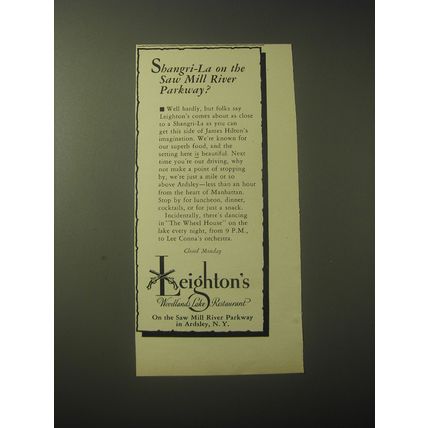 Shangri-La on the
Saw Mill River
Parkway?
■ Well hardly, but folks say
Leighton's comes about as close
to a Shangri-La as you can
get this side of James Hilton's
imagination. We're known for
our superb food, and the
setting here is beautiful. Next
time you're out driving, why
not make a point of stopping
by; we're just a mile or so
above Ardsley—less than an hour
from the heart of Manhattan.
Stop by for luncheon, dinner,
cocktails, or for just a snack.
Incidentally, there's dancing
in "The Wheel House" on the
lake every night, from 9 P.M.,
to Lee Conna's orchestra.
Closed Monday
Leighton's
Woodlands Lake Restaurant
On the Saw Mill River Parkway
in Ardsley, N. Y.